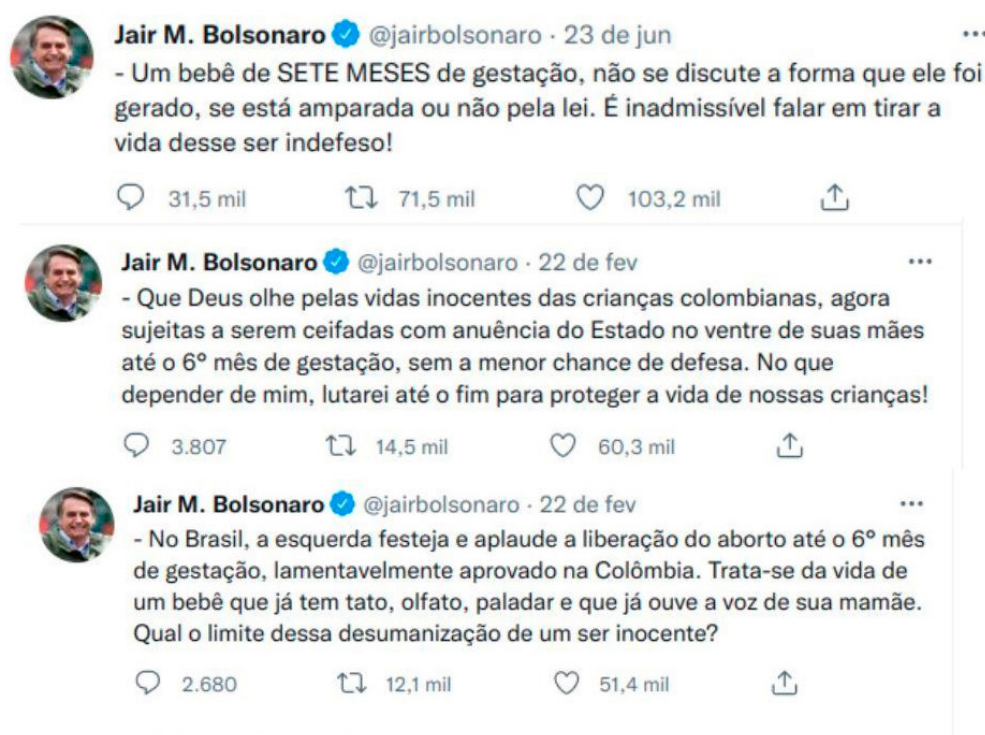 Jair M. Bolsonaro @jairbolsonaro · 23 de jun
- Um bebê de SETE MESES de gestação, não se discute a forma que ele foi
gerado, se está amparada ou não pela lei. É inadmissível falar em tirar a
vida desse ser indefeso!
31,5 mil 71,5 mil 103,2 mil
Jair M. Bolsonaro @jairbolsonaro · 22 de fev
- Que Deus olhe pelas vidas inocentes das crianças colombianas, agora
sujeitas a serem ceifadas com anuência do Estado no ventre de suas mães
até o 6º mês de gestação, sem a menor chance de defesa. No que
depender de mim, lutarei até o fim para proteger a vida de nossas crianças!
3.807 14,5 mil 60,3 mil
Jair M. Bolsonaro @jairbolsonaro · 22 de fev
- No Brasil, a esquerda festeja e aplaude a liberação do aborto até o 6º mês
de gestação, lamentavelmente aprovado na Colômbia. Trata-se da vida de
um bebê que já tem tato, olfato, paladar e que já ouve a voz de sua mamãe.
Qual o limite dessa desumanização de um ser inocente?
2.680 12,1 mil 51,4 mil